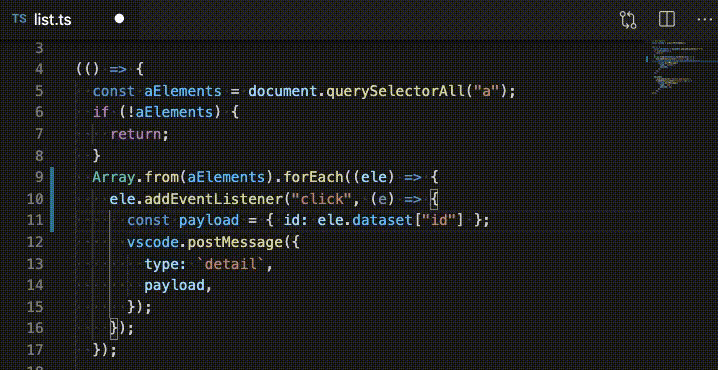 TS list.ts
3
4 (() => {
5 const aElements = document.querySelectorAll("a");
6 if (!aElements) {
7 return;
8 }
9 Array.from(aElements).forEach((ele) => {
10 ele.addEventListener("click", (e) => {
11 const payload = { id: ele.dataset["id"] };
12 vscode.postMessage({
13 type: `detail`,
14 payload,
15 });
16 });
17 });